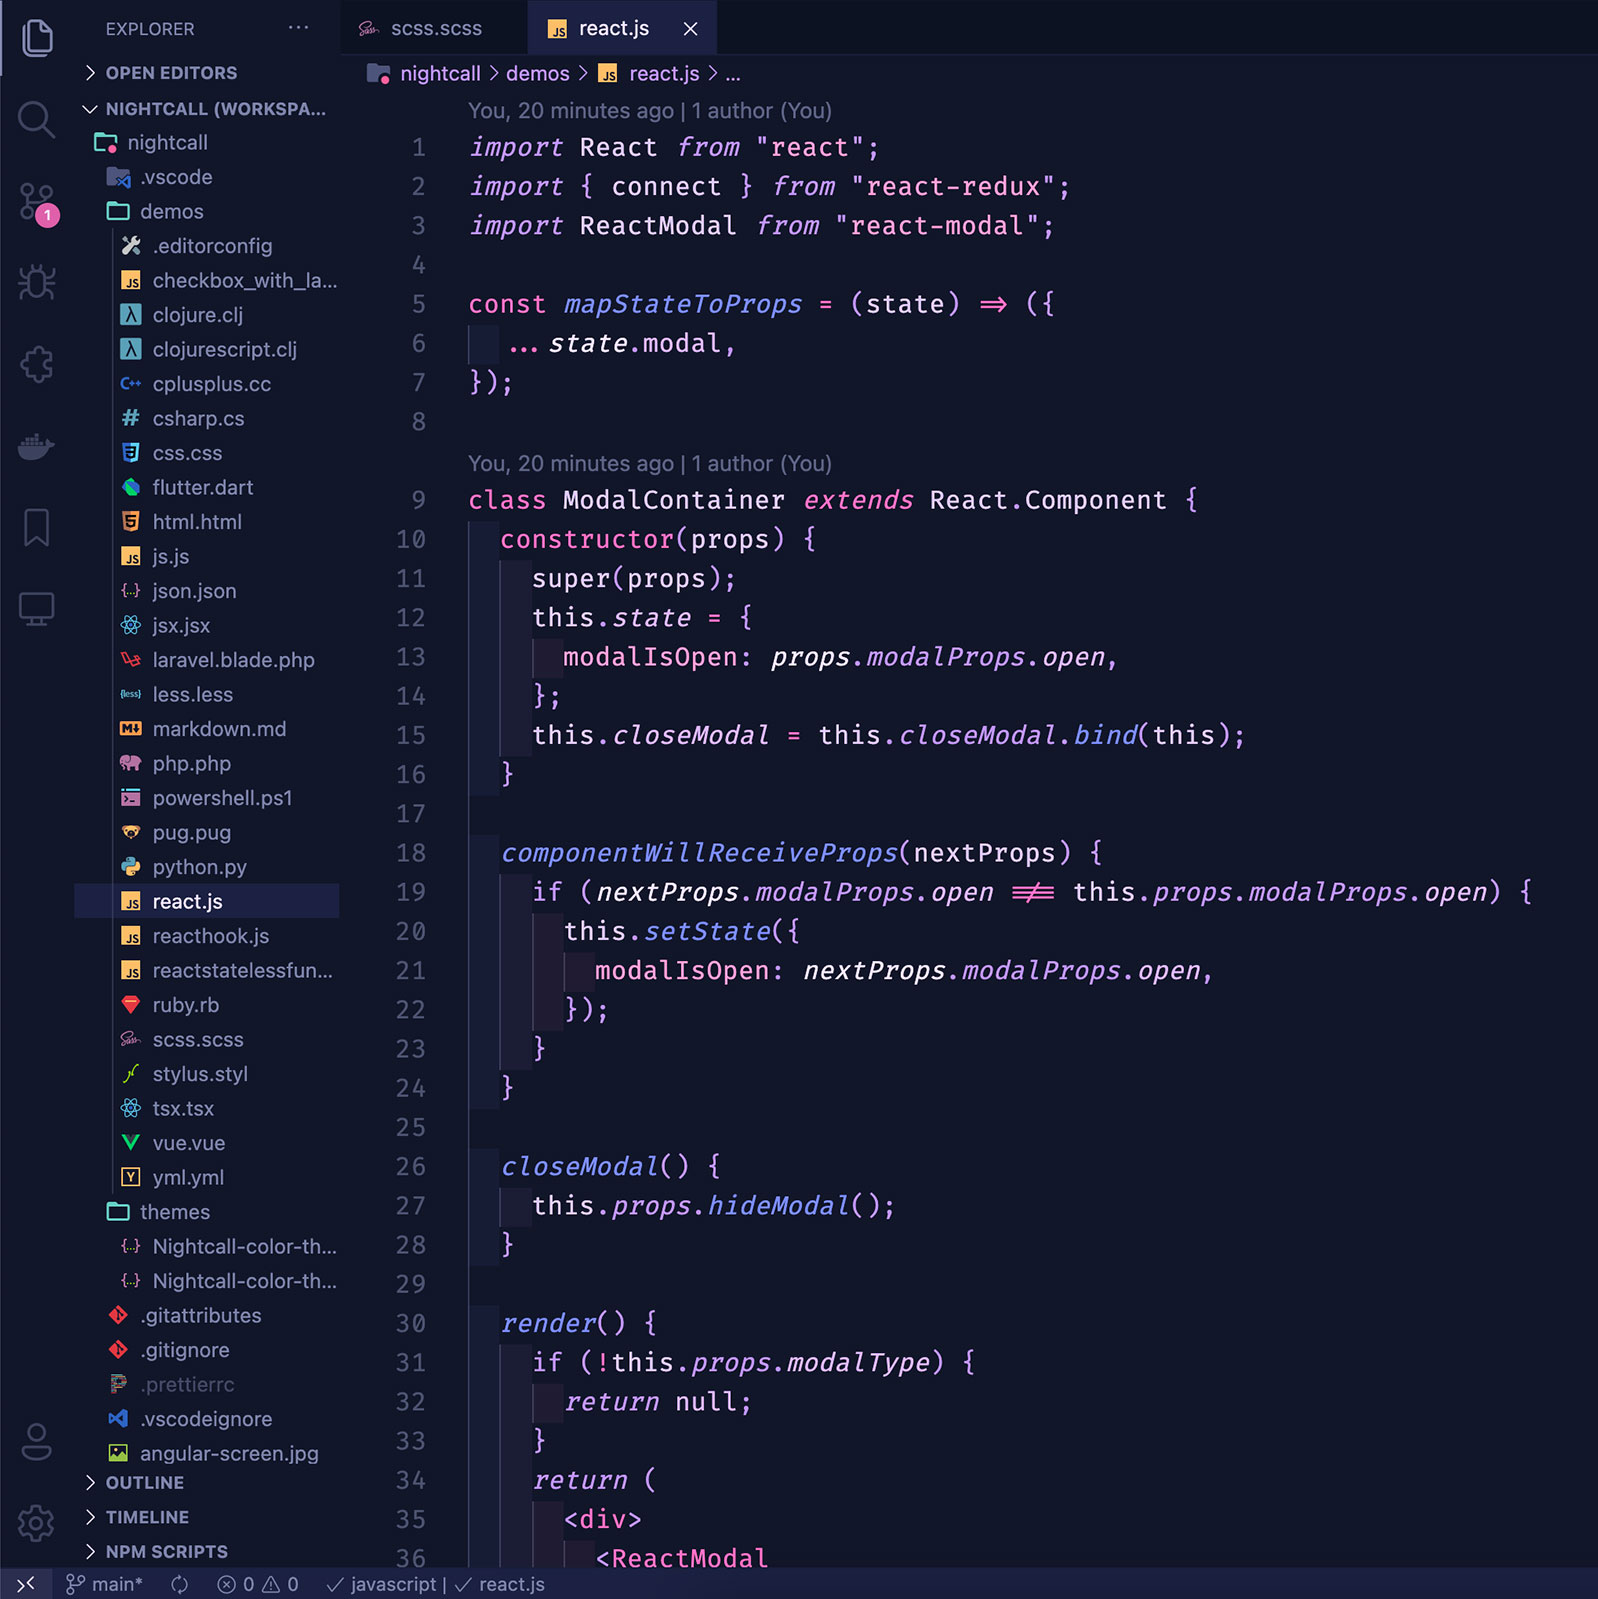 EXPLORER ...
OPEN EDITORS
NIGHTCALL (WORKSPA...
nightcall
.vscode
demos
.editorconfig
JS checkbox_with_la...
λ clojure.clj
λ clojurescript.clj
C++ cplusplus.cc
# csharp.cs
css.css
flutter.dart
5 html.html
JS js.js
{..} json.json
jsx.jsx
laravel.blade.php
{less} less.less
M markdown.md
php.php
powershell.ps1
pug.pug
python.py
JS react.js
JS reacthook.js
JS reactstatelessfun...
ruby.rb
Sass scss.scss
stylus.styl
tsx.tsx
vue.vue
Y yml.yml
themes
{..} Nightcall-color-th...
{..} Nightcall-color-th...
.gitattributes
.gitignore
.prettierrc
.vscodeignore
angular-screen.jpg
OUTLINE
TIMELINE
NPM SCRIPTS
1
Sass scss.scss JS react.js ×
nightcall > demos > JS react.js > ...
You, 20 minutes ago | 1 author (You)
1 import React from "react";
2 import { connect } from "react-redux";
3 import ReactModal from "react-modal";
4
5 const mapStateToProps = (state) => ({
6 ...state.modal,
7 });
8
You, 20 minutes ago | 1 author (You)
9 class ModalContainer extends React.Component {
10 constructor(props) {
11 super(props);
12 this.state = {
13 modalIsOpen: props.modalProps.open,
14 };
15 this.closeModal = this.closeModal.bind(this);
16 }
17
18 componentWillReceiveProps(nextProps) {
19 if (nextProps.modalProps.open !== this.props.modalProps.open) {
20 this.setState({
21 modalIsOpen: nextProps.modalProps.open,
22 });
23 }
24 }
25
26 closeModal() {
27 this.props.hideModal();
28 }
29
30 render() {
31 if (!this.props.modalType) {
32 return null;
33 }
34 return (
35 <div>
36 <ReactModal
main* 0 0 javascript | react.js